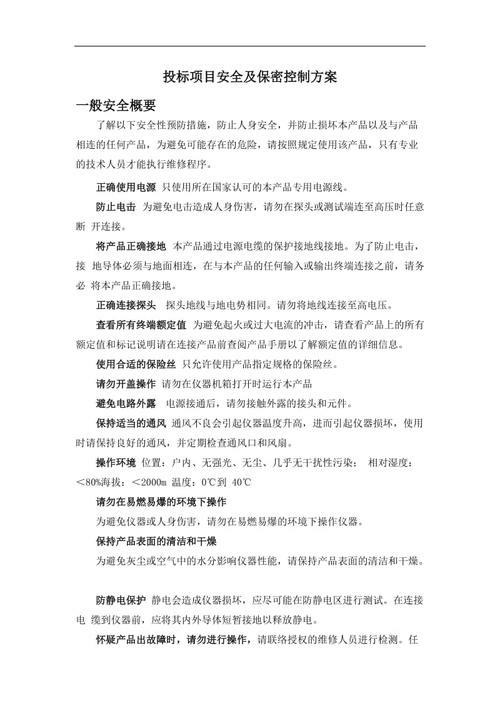 投标项目安全及保密控制方案
一般安全概要
了解以下安全性预防措施，防止人身安全，并防止损坏本产品以及与产品
相连的任何产品，为避免可能存在的危险，请按照规定使用该产品，只有专业
的技术人员才能执行维修程序。
正确使用电源 只使用所在国家认可的本产品专用电源线。
防止电击 为避免电击造成人身伤害，请勿在探头或测试端连至高压时任意
断 开连接。
将产品正确接地 本产品通过电源电缆的保护接地线接地。为了防止电击，
接 地导体必须与地面相连，在与本产品的任何输入或输出终端连接之前，请务
必 将本产品正确接地。
正确连接探头 探头地线与地电势相同。请勿将地线连接至高电压。
查看所有终端额定值 为避免起火或过大电流的冲击，请查看产品上的所有
额定值和标记说明请在连接产品前查阅产品手册以了解额定值的详细信息。
使用合适的保险丝 只允许使用产品指定规格的保险丝。
请勿开盖操作 请勿在仪器机箱打开时运行本产品
避免电路外露 电源接通后，请勿接触外露的接头和元件。
保持适当的通风 通风不良会引起仪器温度升高，进而引起仪器损坏，使用
时请保持良好的通风，并定期检查通风口和风扇。
操作环境 位置：户内、无强光、无尘、几乎无干扰性污染； 相对湿度：
＜80%海拔：＜2000m 温度：0℃到 40℃
请勿在易燃易爆的环境下操作
为避免仪器或人身伤害，请勿在易燃易爆的环境下操作仪器。
保持产品表面的清洁和干燥
为避免灰尘或空气中的水分影响仪器性能，请保持产品表面的清洁和干燥。
防静电保护 静电会造成仪器损坏，应尽可能在防静电区进行测试。在连接
电 缆到仪器前，应将其内外导体短暂接地以释放静电。
怀疑产品出故障时，请勿进行操作，请联络授权的维修人员进行检测。任